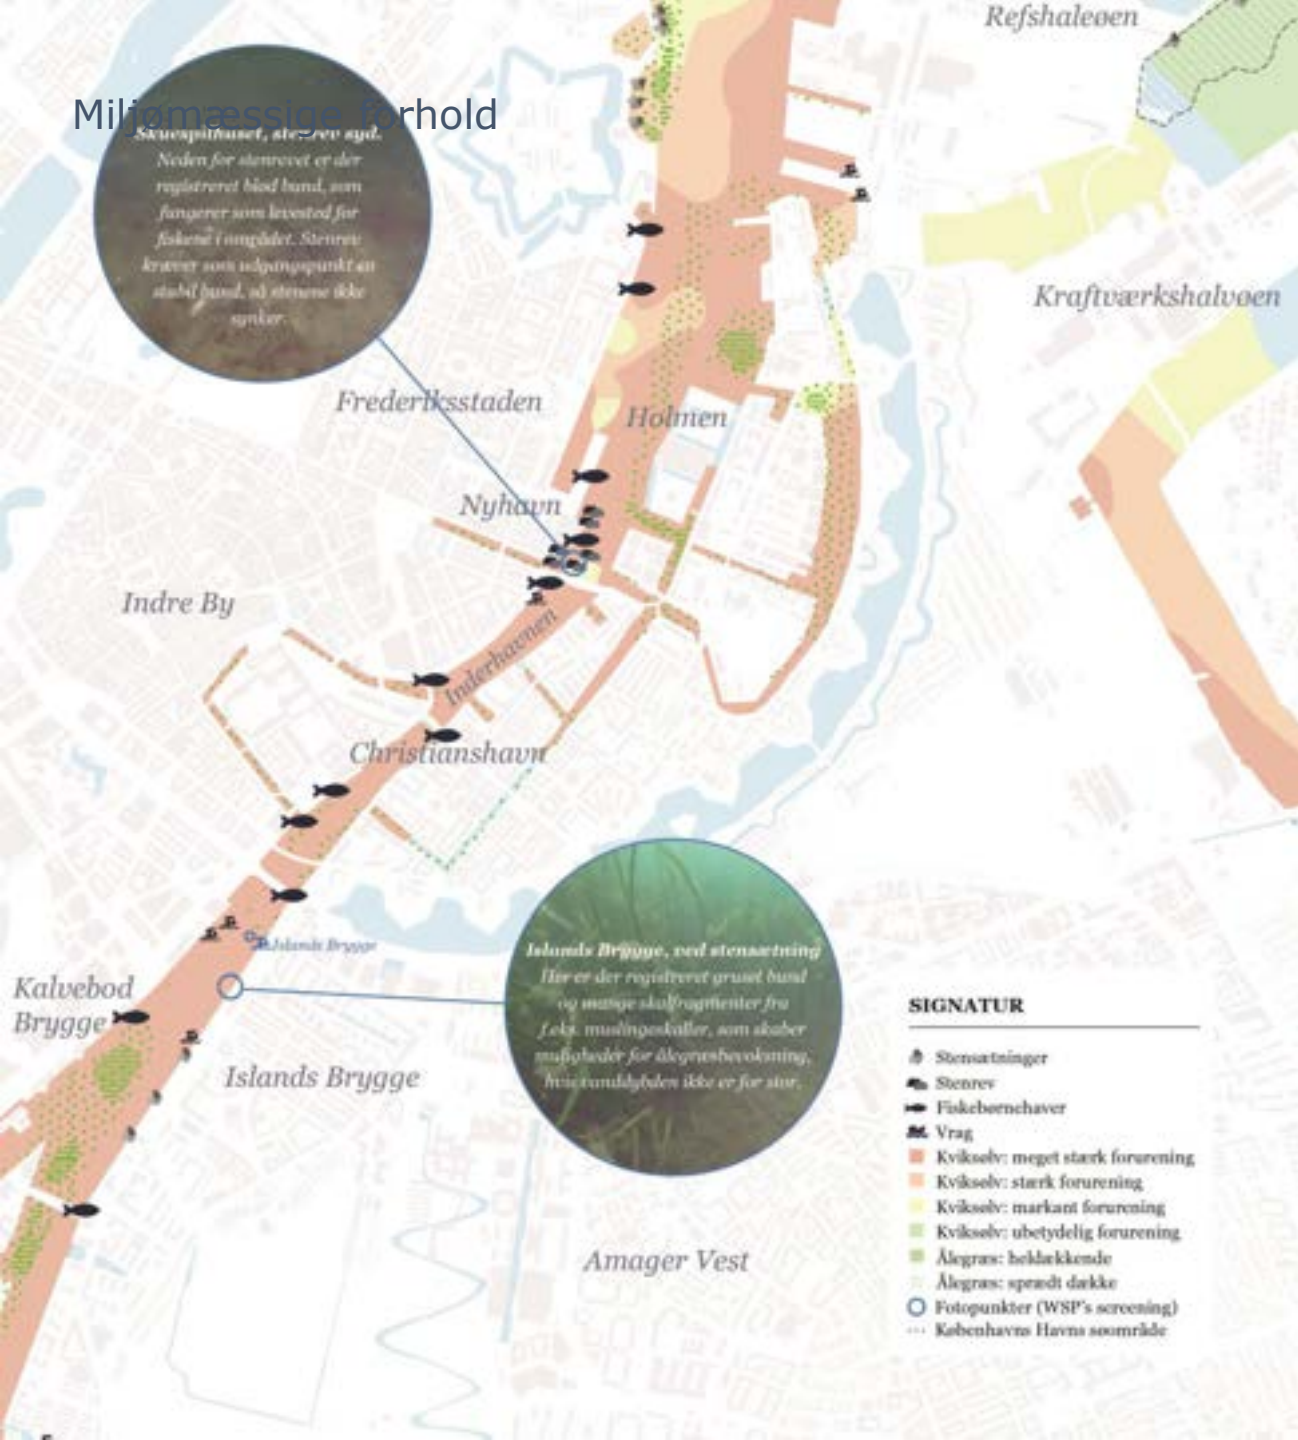 Refshaleøen
Miljømæssige forhold
Skuespilhuset, stenrev syd.
Neden for stenrevet er der
registreret blød bund, som
fungerer som levested for
fiskene i området. Stenrev
kræver som udgangspunkt en
stabil bund, så stenene ikke
synker.
Kraftværkshalvøen
Frederiksstaden
Holmen
Nyhavn
Indre By
Inderhavnen
Christianshavn
Islands Brygge
Kalvebod
Brygge
Islands Brygge
Islands Brygge, ved stensætning
Her er der registreret gruset bund
og mange skalfragmenter fra
f.eks. muslingeskaller, som skaber
muligheder for ålegræsbevoksning,
hvis vanddybden ikke er for stor.
Amager Vest
SIGNATUR
Stensætninger
Stenrev
Fiskebørnehaver
Vrag
Kviksølv: meget stærk forurening
Kviksølv: stærk forurening
Kviksølv: markant forurening
Kviksølv: ubetydelig forurening
Ålegræs: heldækkende
Ålegræs: spredt dække
Fotopunkter (WSP's screening)
Københavns Havns søområde